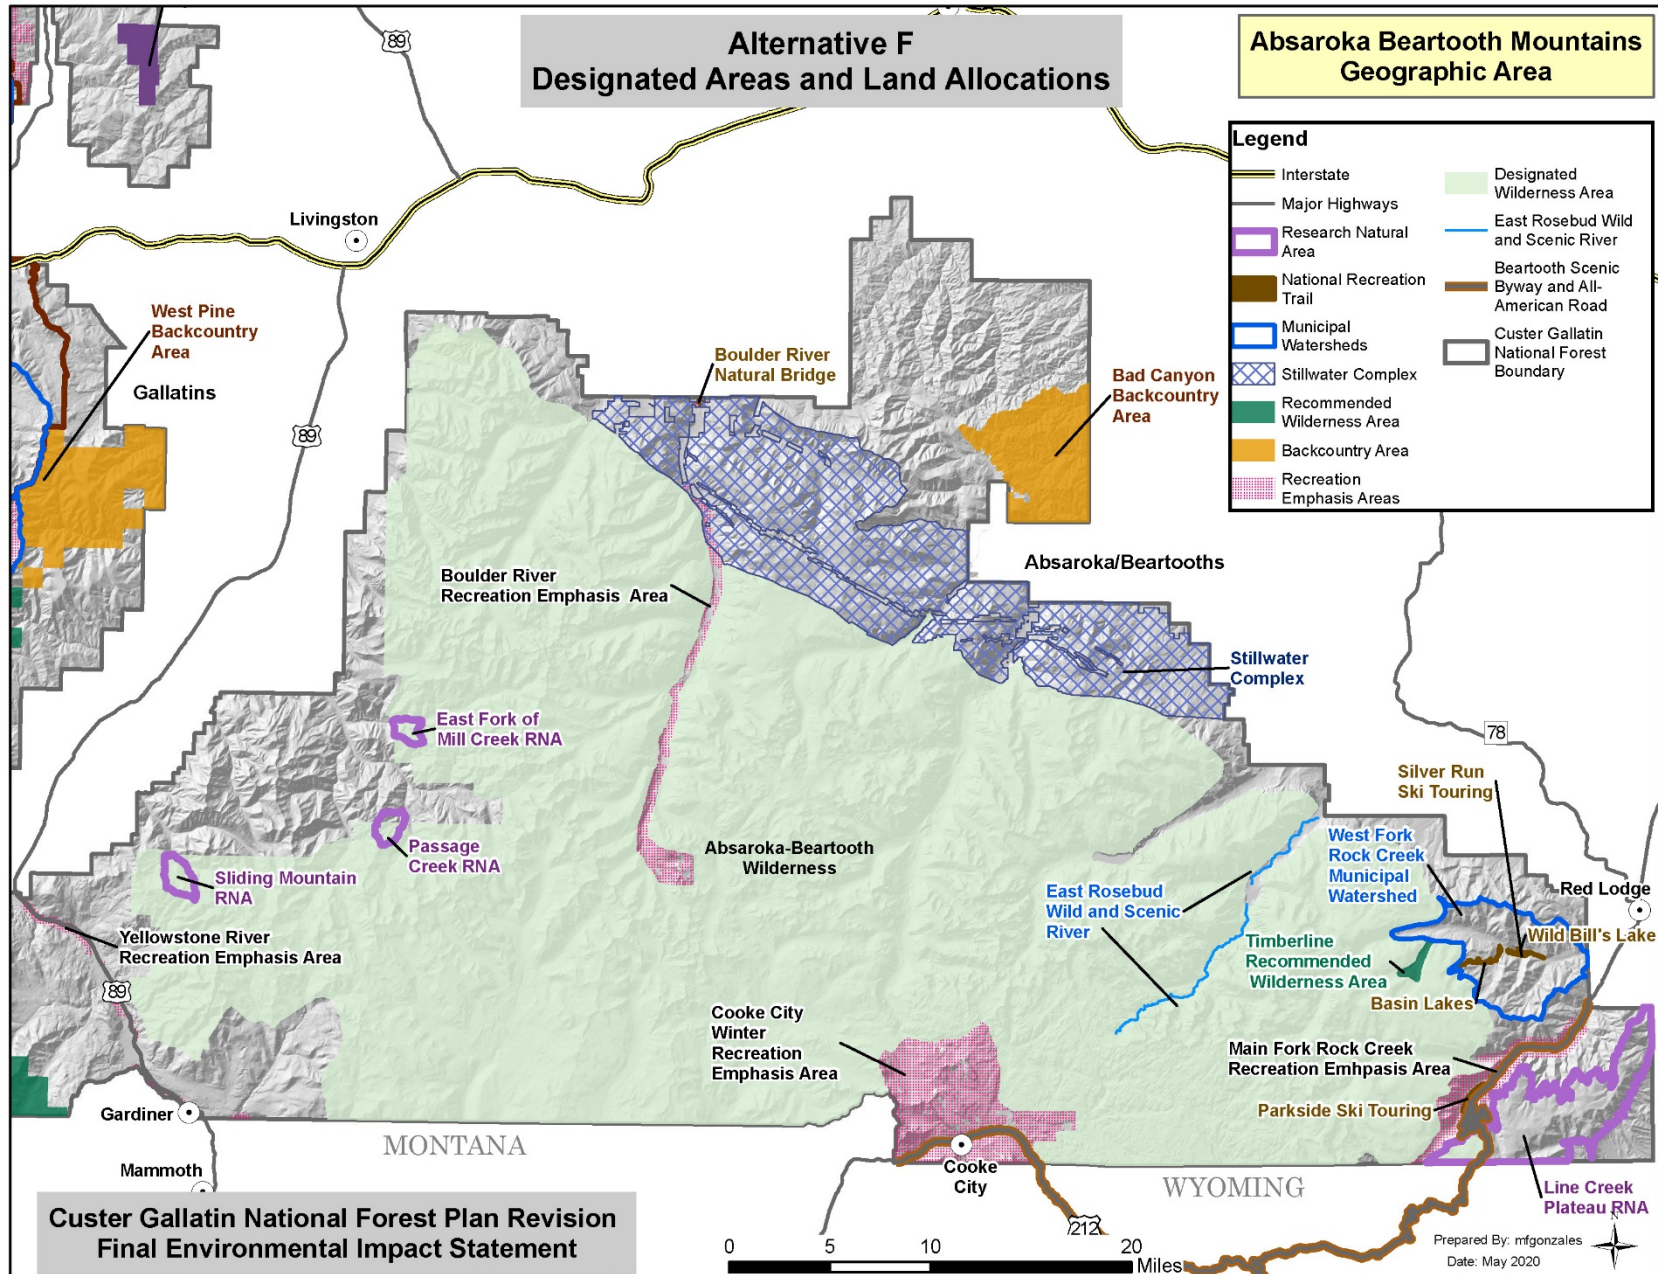 Alternative F
Designated Areas and Land Allocations
Absaroka Beartooth Mountains
Geographic Area
Legend
Interstate
Major Highways
Research Natural
Area
National Recreation
Trail
Municipal
Watersheds
Stillwater Complex
Recommended
Wilderness Area
Backcountry Area
Recreation
Emphasis Areas
Designated
Wilderness Area
East Rosebud Wild
and Scenic River
Beartooth Scenic
Byway and All-
American Road
Custer Gallatin
National Forest
Boundary
89
Livingston
West Pine
Backcountry
Area
Gallatins
89
Boulder River
Natural Bridge
Bad Canyon
Backcountry
Area
Boulder River
Recreation Emphasis Area
Absaroka/Beartooths
Stillwater
Complex
East Fork of
Mill Creek RNA
78
Silver Run
Ski Touring
Passage
Creek RNA
Absaroka-Beartooth
Wilderness
West Fork
Rock Creek
Municipal
Watershed
Sliding Mountain
RNA
Red Lodge
East Rosebud
Wild and Scenic
River
Yellowstone River
Recreation Emphasis Area
Wild Bill's Lake
Timberline
Recommended
Wilderness Area
89
Basin Lakes
Cooke City
Winter
Recreation
Emphasis Area
Main Fork Rock Creek
Recreation Emhpasis Area
Gardiner
Parkside Ski Touring
MONTANA
Mammoth
Cooke
City
WYOMING
Line Creek
Plateau RNA
212
Custer Gallatin National Forest Plan Revision
Final Environmental Impact Statement
0 5 10 20
Miles
N
Prepared By: mfgonzales
Date: May 2020